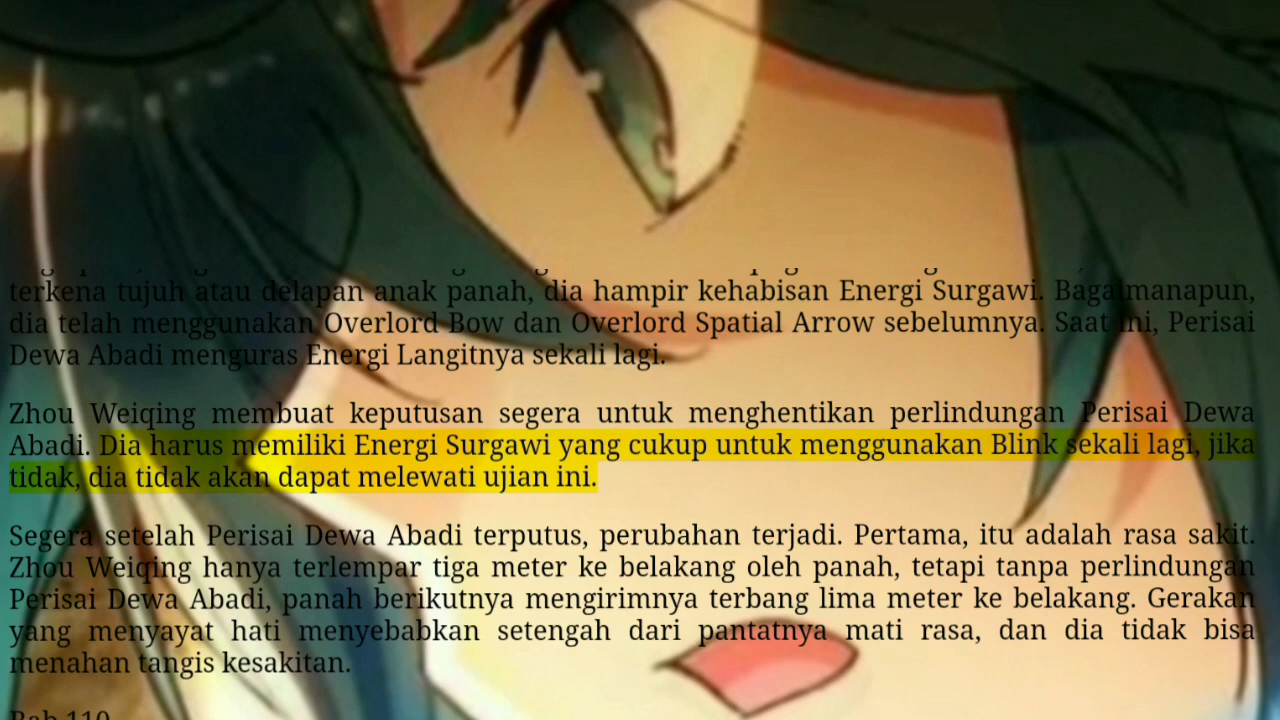 terkena tujuh atau delapan anak panah, dia hampir kehabisan Energi Surgawi. Bagaimanapun,
dia telah menggunakan Overlord Bow dan Overlord Spatial Arrow sebelumnya. Saat ini, Perisai
Dewa Abadi menguras Energi Langitnya sekali lagi.
Zhou Weiqing membuat keputusan segera untuk menghentikan perlindungan Perisai Dewa
Abadi. Dia harus memiliki Energi Surgawi yang cukup untuk menggunakan Blink sekali lagi, jika
tidak, dia tidak akan dapat melewati ujian ini.
Segera setelah Perisai Dewa Abadi terputus, perubahan terjadi. Pertama, itu adalah rasa sakit.
Zhou Weiqing hanya terlempar tiga meter ke belakang oleh panah, tetapi tanpa perlindungan
Perisai Dewa Abadi, panah berikutnya mengirimnya terbang lima meter ke belakang. Gerakan
yang menyayat hati menyebabkan setengah dari pantatnya mati rasa, dan dia tidak bisa
menahan tangis kesakitan.
Bab 110